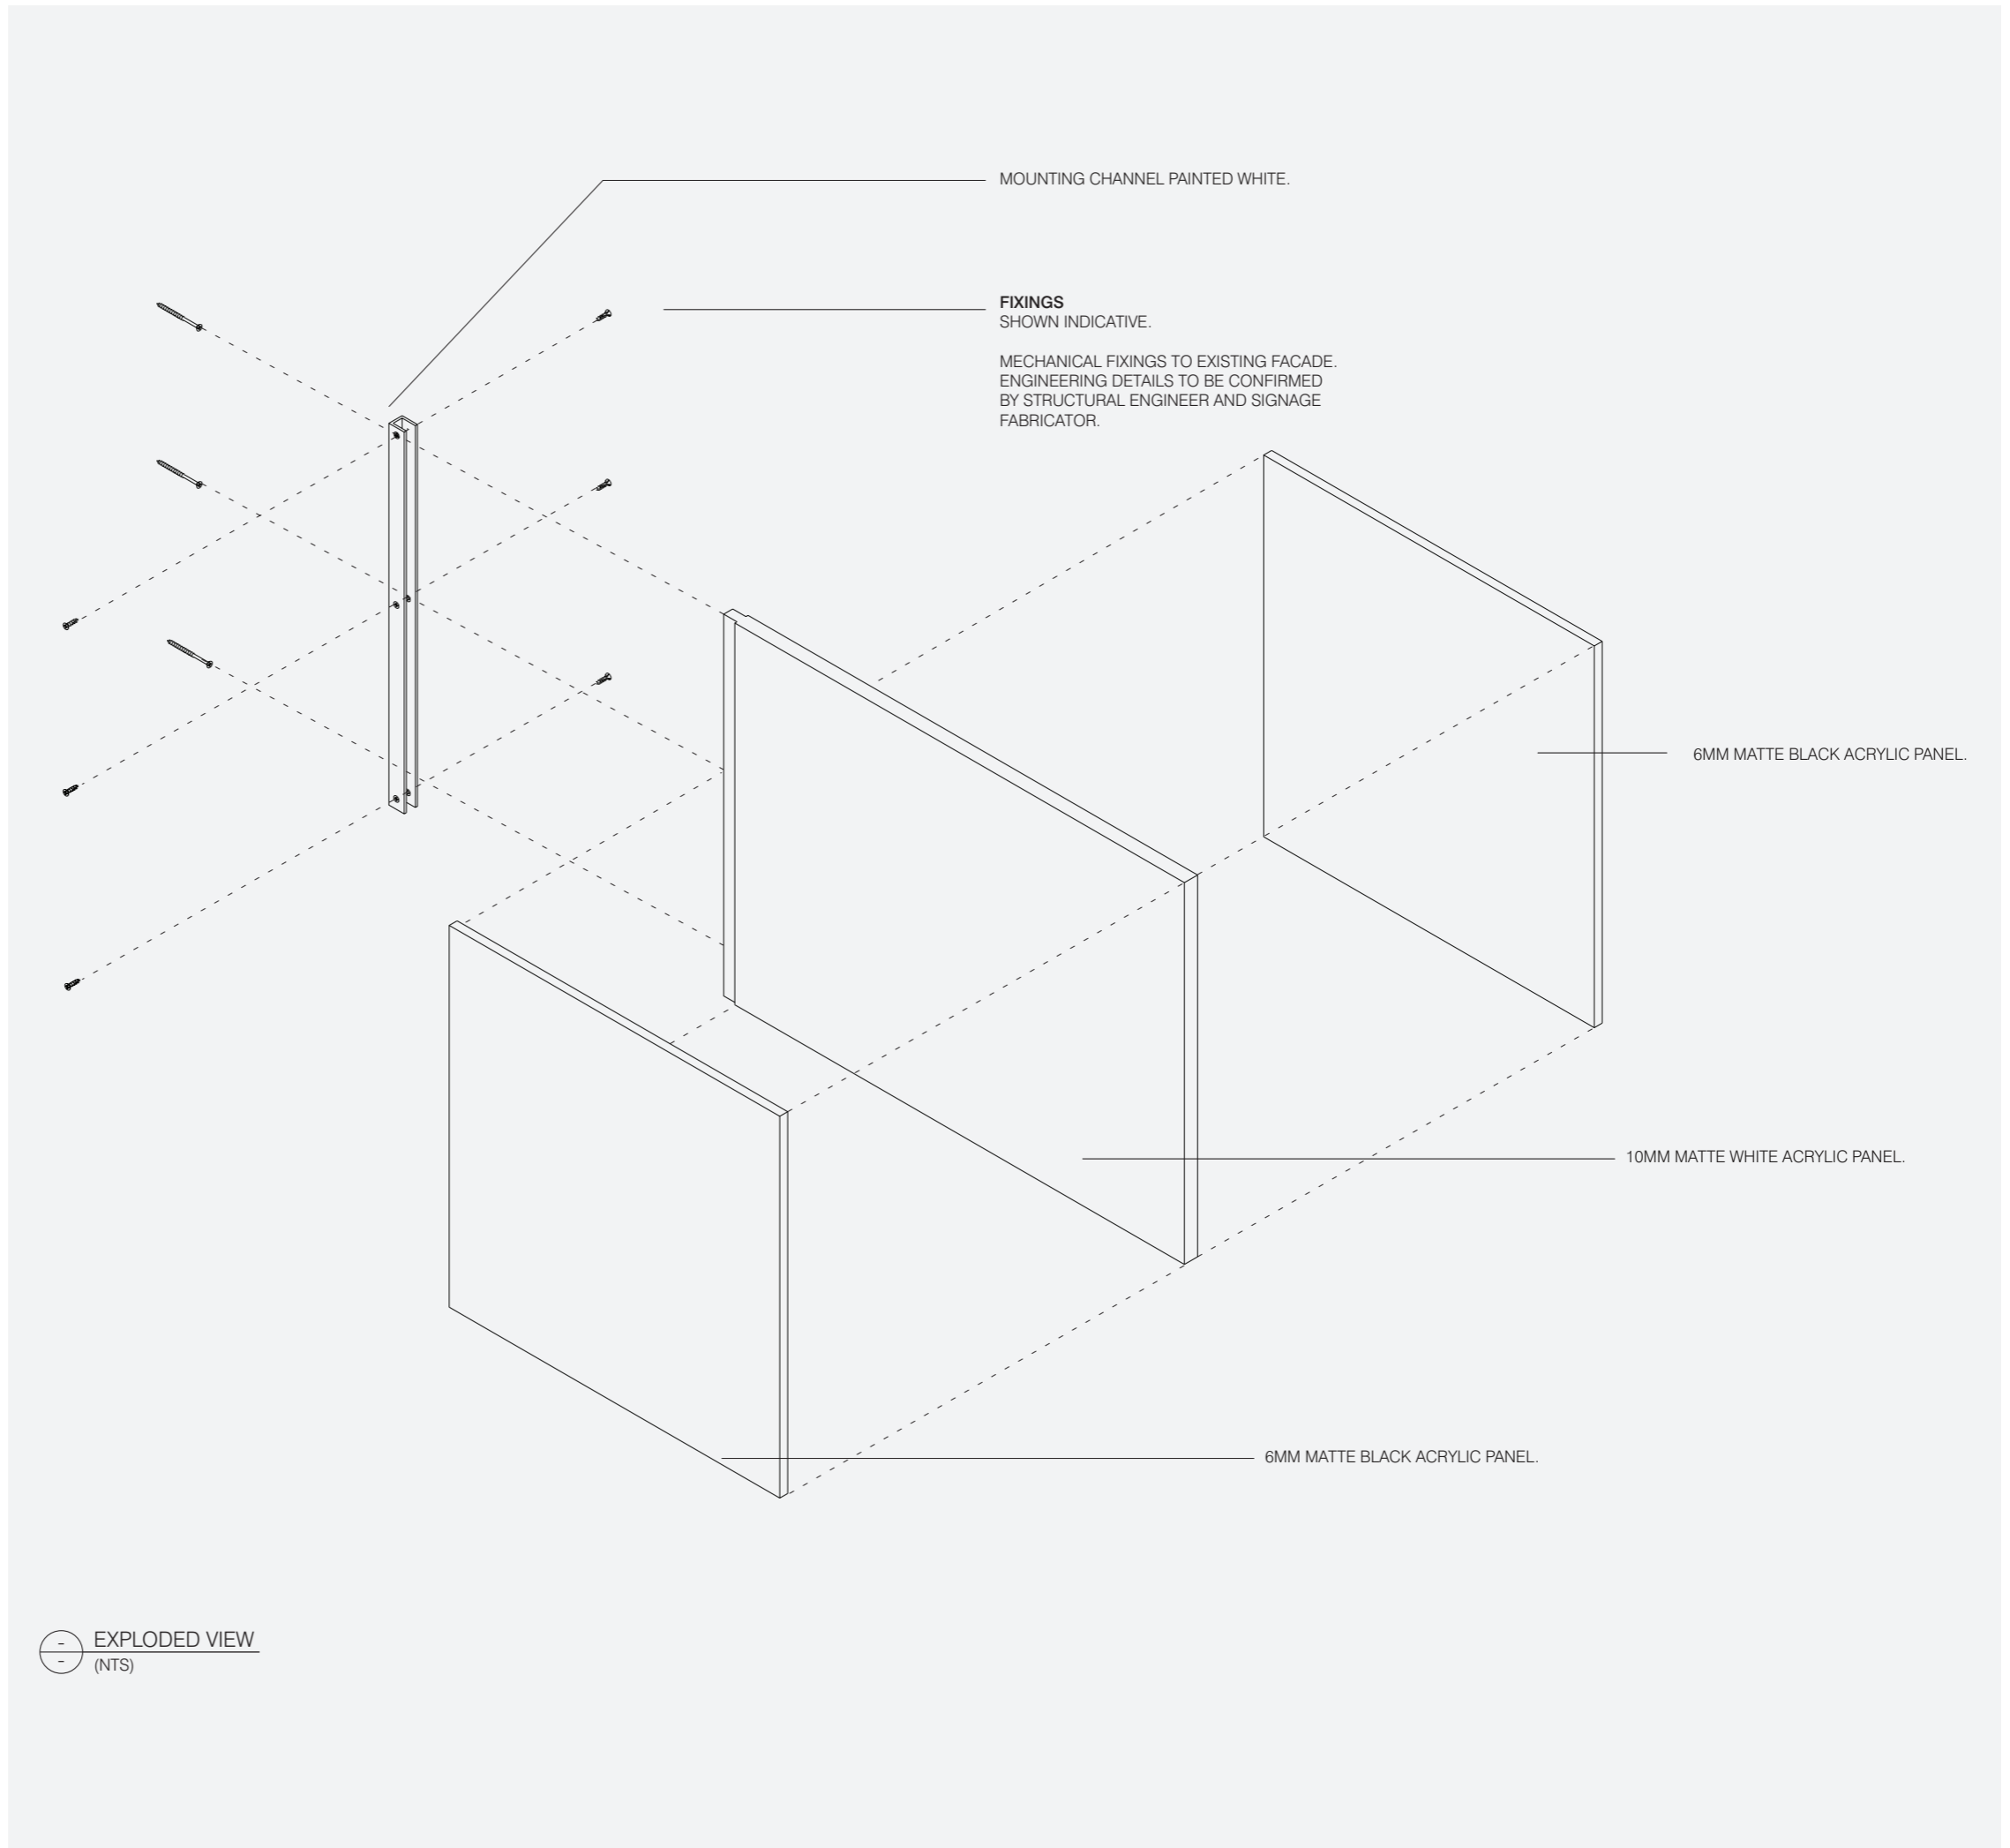 MOUNTING CHANNEL PAINTED WHITE.
FIXINGS
SHOWN INDICATIVE.
MECHANICAL FIXINGS TO EXISTING FACADE.
ENGINEERING DETAILS TO BE CONFIRMED
BY STRUCTURAL ENGINEER AND SIGNAGE
FABRICATOR.
6MM MATTE BLACK ACRYLIC PANEL.
10MM MATTE WHITE ACRYLIC PANEL.
6MM MATTE BLACK ACRYLIC PANEL.
- EXPLODED VIEW
- (NTS)